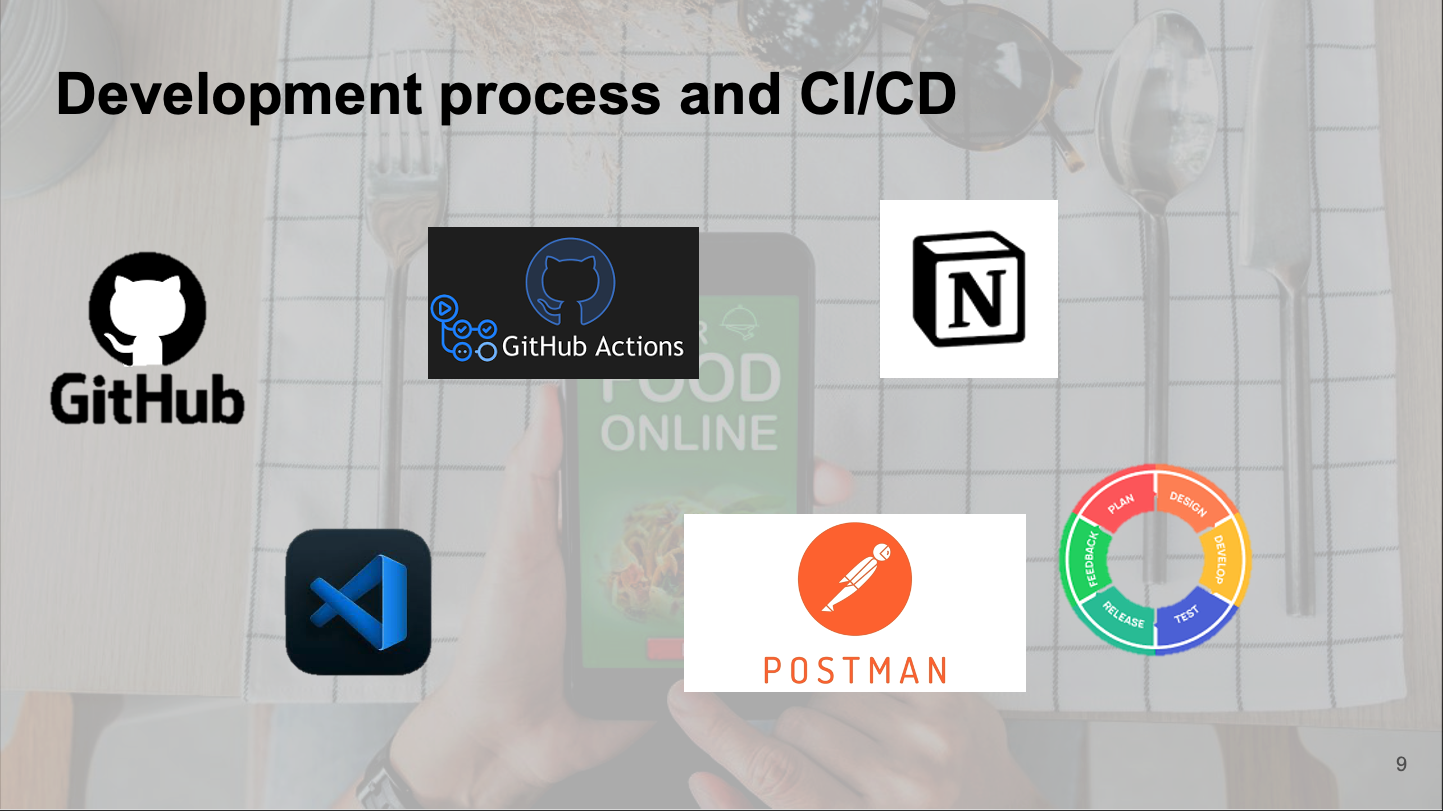 Development process and CI/CD
GitHub
GitHub Actions
N
R
FOOD
ONLINE
POSTMAN
PLAN
DESIGN
DEVELOP
TEST
RELEASE
FEEDBACK
9